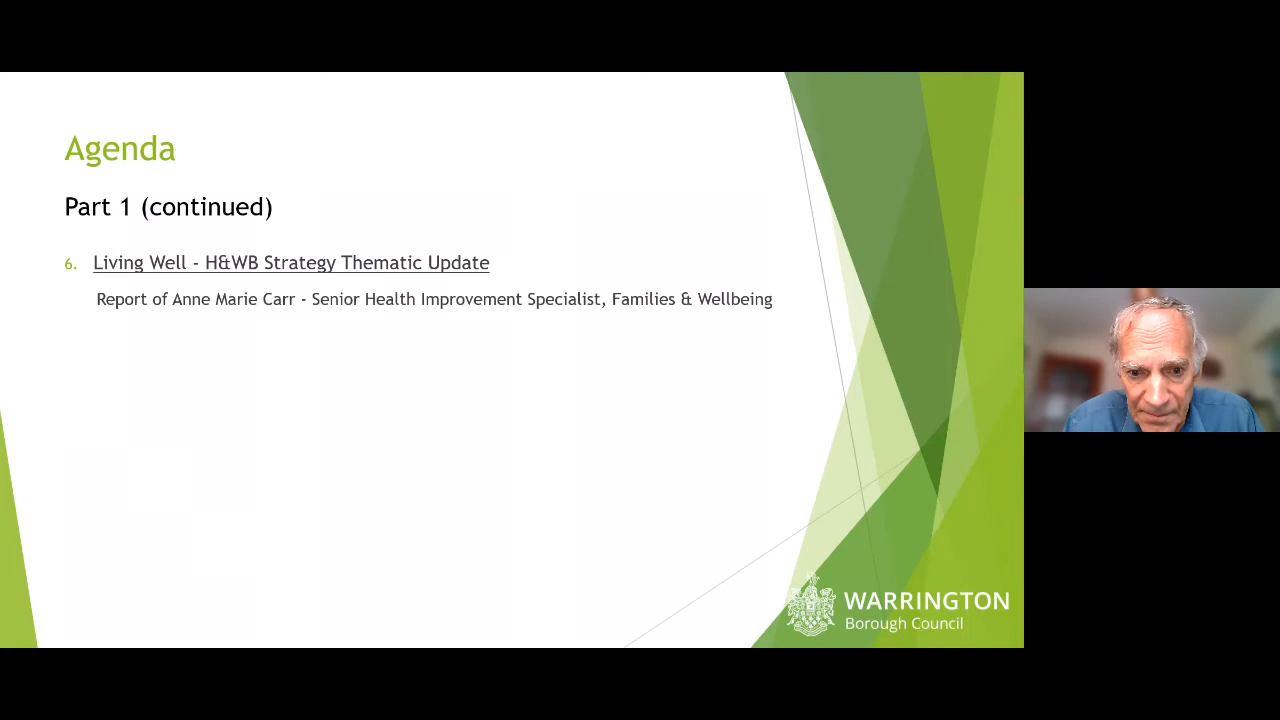 Agenda
Part 1 (continued)
6. Living Well - H&WB Strategy Thematic Update
Report of Anne Marie Carr - Senior Health Improvement Specialist, Families & Wellbeing
WARRINGTON
Borough Council